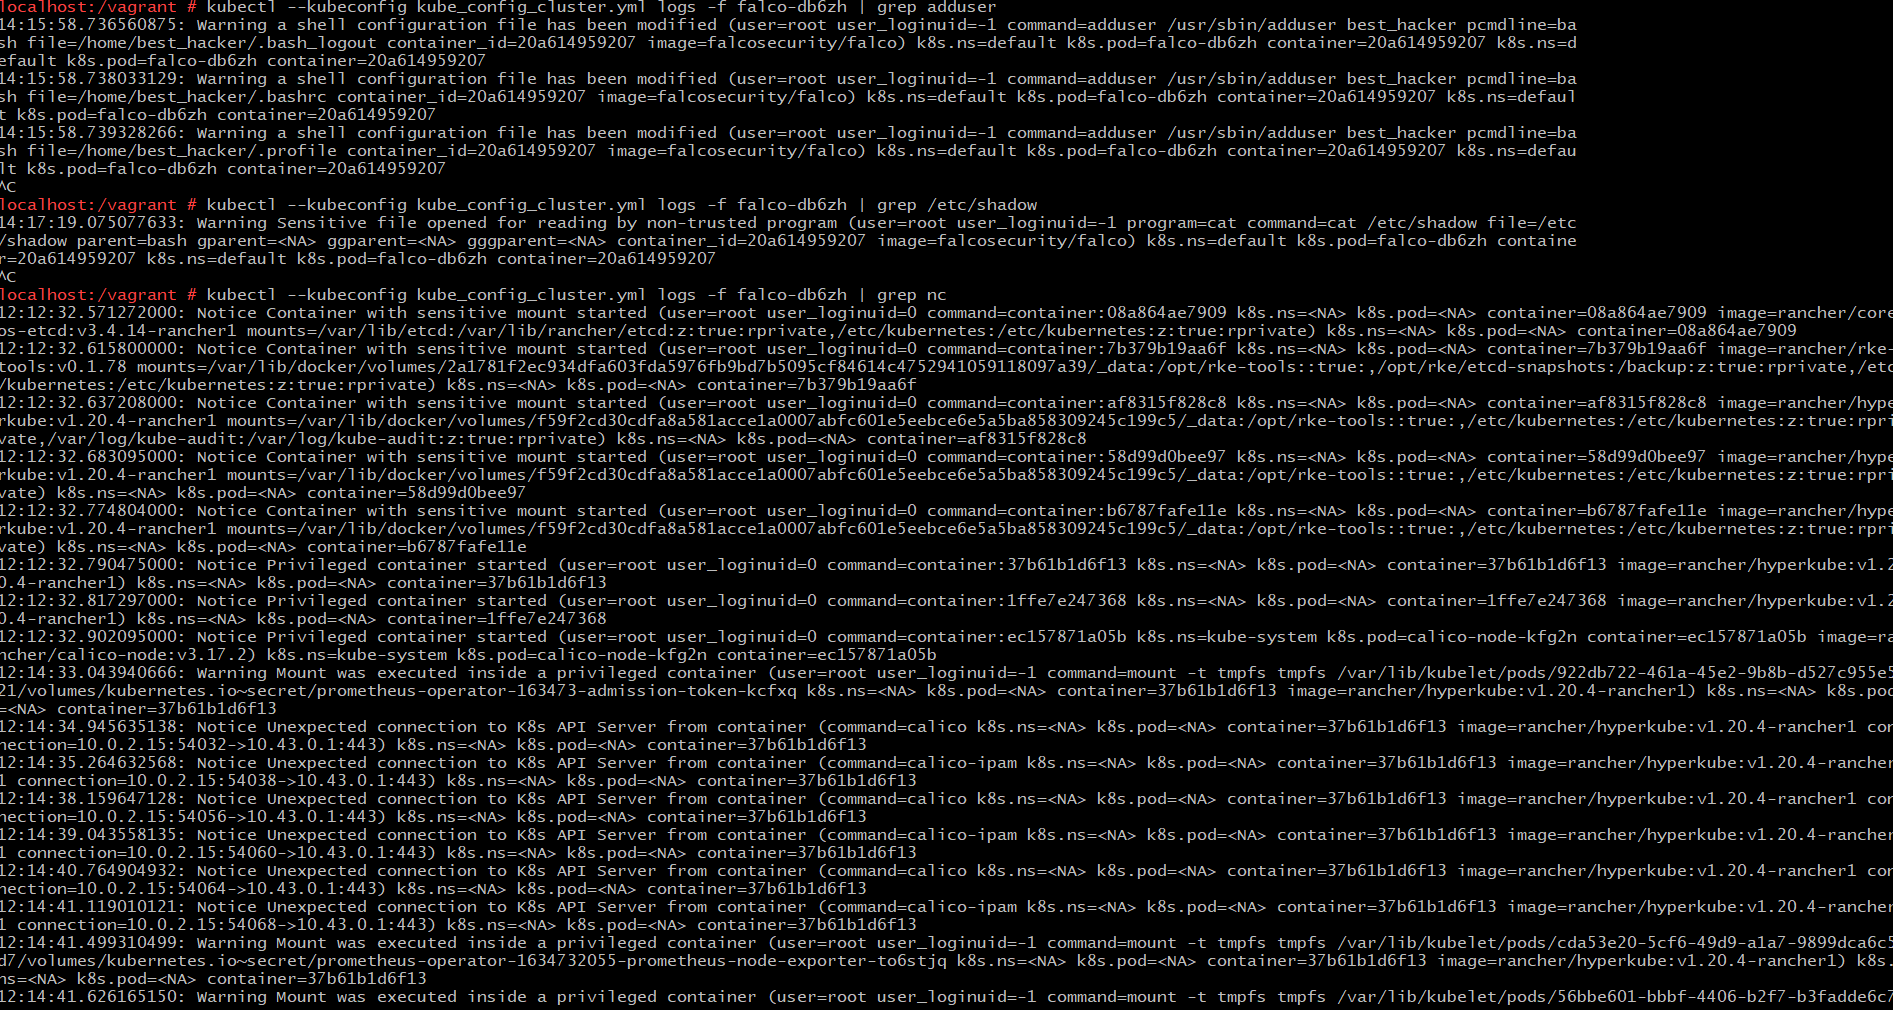 localhost:/vagrant # kubectl --kubeconfig kube_config_cluster.yml logs -f falco-db6zh | grep adduser
14:15:58.736560875: Warning a shell configuration file has been modified (user=root user_loginuid=-1 command=adduser /usr/sbin/adduser best_hacker pcmdline=ba
sh file=/home/best_hacker/.bash_logout container_id=20a614959207 image=falcosecurity/falco) k8s.ns=default k8s.pod=falco-db6zh container=20a614959207 k8s.ns=d
efault k8s.pod=falco-db6zh container=20a614959207
14:15:58.738033129: Warning a shell configuration file has been modified (user=root user_loginuid=-1 command=adduser /usr/sbin/adduser best_hacker pcmdline=ba
sh file=/home/best_hacker/.bashrc container_id=20a614959207 image=falcosecurity/falco) k8s.ns=default k8s.pod=falco-db6zh container=20a614959207 k8s.ns=defaul
t k8s.pod=falco-db6zh container=20a614959207
14:15:58.739328266: Warning a shell configuration file has been modified (user=root user_loginuid=-1 command=adduser /usr/sbin/adduser best_hacker pcmdline=ba
sh file=/home/best_hacker/.profile container_id=20a614959207 image=falcosecurity/falco) k8s.ns=default k8s.pod=falco-db6zh container=20a614959207 k8s.ns=defau
lt k8s.pod=falco-db6zh container=20a614959207
^C
localhost:/vagrant # kubectl --kubeconfig kube_config_cluster.yml logs -f falco-db6zh | grep /etc/shadow
14:17:19.075077633: Warning Sensitive file opened for reading by non-trusted program (user=root user_loginuid=-1 program=cat command=cat /etc/shadow file=/etc
/shadow parent=bash gparent=<NA> ggparent=<NA> gggparent=<NA> container_id=20a614959207 image=falcosecurity/falco) k8s.ns=default k8s.pod=falco-db6zh containe
r=20a614959207 k8s.ns=default k8s.pod=falco-db6zh container=20a614959207
^C
localhost:/vagrant # kubectl --kubeconfig kube_config_cluster.yml logs -f falco-db6zh | grep nc
12:12:32.571272000: Notice Container with sensitive mount started (user=root user_loginuid=0 command=container:08a864ae7909 k8s.ns=<NA> k8s.pod=<NA> container=08a864ae7909 image=rancher/core
os-etcd:v3.4.14-rancher1 mounts=/var/lib/etcd:/var/lib/rancher/etcd:z:true:rprivate,/etc/kubernetes:/etc/kubernetes:z:true:rprivate) k8s.ns=<NA> k8s.pod=<NA> container=08a864ae7909
12:12:32.615800000: Notice Container with sensitive mount started (user=root user_loginuid=0 command=container:7b379b19aa6f k8s.ns=<NA> k8s.pod=<NA> container=7b379b19aa6f image=rancher/rke-
tools:v0.1.78 mounts=/var/lib/docker/volumes/2a1781f2ec934dfa603fda5976fb9bd7b5095cf84614c4752941059118097a39/_data:/opt/rke-tools::true:,/opt/rke/etcd-snapshots:/backup:z:true:rprivate,/etc
/kubernetes:/etc/kubernetes:z:true:rprivate) k8s.ns=<NA> k8s.pod=<NA> container=7b379b19aa6f
12:12:32.637208000: Notice Container with sensitive mount started (user=root user_loginuid=0 command=container:af8315f828c8 k8s.ns=<NA> k8s.pod=<NA> container=af8315f828c8 image=rancher/hype
rkube:v1.20.4-rancher1 mounts=/var/lib/docker/volumes/f59f2cd30cdfa8a581acce1a0007abfc601e5eebce6e5a5ba858309245c199c5/_data:/opt/rke-tools::true:,/etc/kubernetes:/etc/kubernetes:z:true:rpri
vate,/var/log/kube-audit:/var/log/kube-audit:z:true:rprivate) k8s.ns=<NA> k8s.pod=<NA> container=af8315f828c8
12:12:32.683095000: Notice Container with sensitive mount started (user=root user_loginuid=0 command=container:58d99d0bee97 k8s.ns=<NA> k8s.pod=<NA> container=58d99d0bee97 image=rancher/hype
rkube:v1.20.4-rancher1 mounts=/var/lib/docker/volumes/f59f2cd30cdfa8a581acce1a0007abfc601e5eebce6e5a5ba858309245c199c5/_data:/opt/rke-tools::true:,/etc/kubernetes:/etc/kubernetes:z:true:rpri
vate) k8s.ns=<NA> k8s.pod=<NA> container=58d99d0bee97
12:12:32.774804000: Notice Container with sensitive mount started (user=root user_loginuid=0 command=container:b6787fafe11e k8s.ns=<NA> k8s.pod=<NA> container=b6787fafe11e image=rancher/hype
rkube:v1.20.4-rancher1 mounts=/var/lib/docker/volumes/f59f2cd30cdfa8a581acce1a0007abfc601e5eebce6e5a5ba858309245c199c5/_data:/opt/rke-tools::true:,/etc/kubernetes:/etc/kubernetes:z:true:rpri
vate) k8s.ns=<NA> k8s.pod=<NA> container=b6787fafe11e
12:12:32.790475000: Notice Privileged container started (user=root user_loginuid=0 command=container:37b61b1d6f13 k8s.ns=<NA> k8s.pod=<NA> container=37b61b1d6f13 image=rancher/hyperkube:v1.2
0.4-rancher1) k8s.ns=<NA> k8s.pod=<NA> container=37b61b1d6f13
12:12:32.817297000: Notice Privileged container started (user=root user_loginuid=0 command=container:1ffe7e247368 k8s.ns=<NA> k8s.pod=<NA> container=1ffe7e247368 image=rancher/hyperkube:v1.2
0.4-rancher1) k8s.ns=<NA> k8s.pod=<NA> container=1ffe7e247368
12:12:32.902095000: Notice Privileged container started (user=root user_loginuid=0 command=container:ec157871a05b k8s.ns=kube-system k8s.pod=calico-node-kfg2n container=ec157871a05b image=ra
ncher/calico-node:v3.17.2) k8s.ns=kube-system k8s.pod=calico-node-kfg2n container=ec157871a05b
12:14:33.043940666: Warning Mount was executed inside a privileged container (user=root user_loginuid=-1 command=mount -t tmpfs tmpfs /var/lib/kubelet/pods/922db722-461a-45e2-9b8b-d527c955e5
21/volumes/kubernetes.io~secret/prometheus-operator-163473-admission-token-kcfxq k8s.ns=<NA> k8s.pod=<NA> container=37b61b1d6f13 image=rancher/hyperkube:v1.20.4-rancher1) k8s.ns=<NA> k8s.pod
=<NA> container=37b61b1d6f13
12:14:34.945635138: Notice Unexpected connection to K8s API Server from container (command=calico k8s.ns=<NA> k8s.pod=<NA> container=37b61b1d6f13 image=rancher/hyperkube:v1.20.4-rancher1 con
nection=10.0.2.15:54032->10.43.0.1:443) k8s.ns=<NA> k8s.pod=<NA> container=37b61b1d6f13
12:14:35.264632568: Notice Unexpected connection to K8s API Server from container (command=calico-ipam k8s.ns=<NA> k8s.pod=<NA> container=37b61b1d6f13 image=rancher/hyperkube:v1.20.4-rancher
1 connection=10.0.2.15:54038->10.43.0.1:443) k8s.ns=<NA> k8s.pod=<NA> container=37b61b1d6f13
12:14:38.159647128: Notice Unexpected connection to K8s API Server from container (command=calico k8s.ns=<NA> k8s.pod=<NA> container=37b61b1d6f13 image=rancher/hyperkube:v1.20.4-rancher1 con
nection=10.0.2.15:54056->10.43.0.1:443) k8s.ns=<NA> k8s.pod=<NA> container=37b61b1d6f13
12:14:39.043558135: Notice Unexpected connection to K8s API Server from container (command=calico-ipam k8s.ns=<NA> k8s.pod=<NA> container=37b61b1d6f13 image=rancher/hyperkube:v1.20.4-rancher
1 connection=10.0.2.15:54060->10.43.0.1:443) k8s.ns=<NA> k8s.pod=<NA> container=37b61b1d6f13
12:14:40.764904932: Notice Unexpected connection to K8s API Server from container (command=calico k8s.ns=<NA> k8s.pod=<NA> container=37b61b1d6f13 image=rancher/hyperkube:v1.20.4-rancher1 con
nection=10.0.2.15:54064->10.43.0.1:443) k8s.ns=<NA> k8s.pod=<NA> container=37b61b1d6f13
12:14:41.119010121: Notice Unexpected connection to K8s API Server from container (command=calico-ipam k8s.ns=<NA> k8s.pod=<NA> container=37b61b1d6f13 image=rancher/hyperkube:v1.20.4-rancher
1 connection=10.0.2.15:54068->10.43.0.1:443) k8s.ns=<NA> k8s.pod=<NA> container=37b61b1d6f13
12:14:41.499310499: Warning Mount was executed inside a privileged container (user=root user_loginuid=-1 command=mount -t tmpfs tmpfs /var/lib/kubelet/pods/cda53e20-5cf6-49d9-a1a7-9899dca6c5
d7/volumes/kubernetes.io~secret/prometheus-operator-1634732055-prometheus-node-exporter-to6stjq k8s.ns=<NA> k8s.pod=<NA> container=37b61b1d6f13 image=rancher/hyperkube:v1.20.4-rancher1) k8s.
ns=<NA> k8s.pod=<NA> container=37b61b1d6f13
12:14:41.626165150: Warning Mount was executed inside a privileged container (user=root user_loginuid=-1 command=mount -t tmpfs tmpfs /var/lib/kubelet/pods/56bbe601-bbbf-4406-b2f7-b3fadde6c7